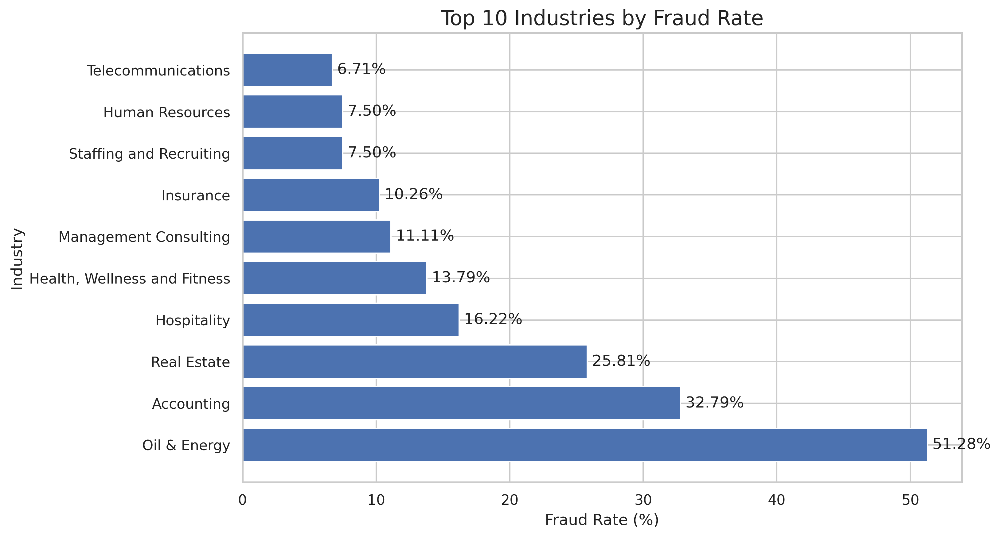 Top 10 Industries by Fraud Rate
Industry
Telecommunications 6.71%
Human Resources 7.50%
Staffing and Recruiting 7.50%
Insurance 10.26%
Management Consulting 11.11%
Health, Wellness and Fitness 13.79%
Hospitality 16.22%
Real Estate 25.81%
Accounting 32.79%
Oil & Energy 51.28%
0 10 20 30 40 50
Fraud Rate (%)